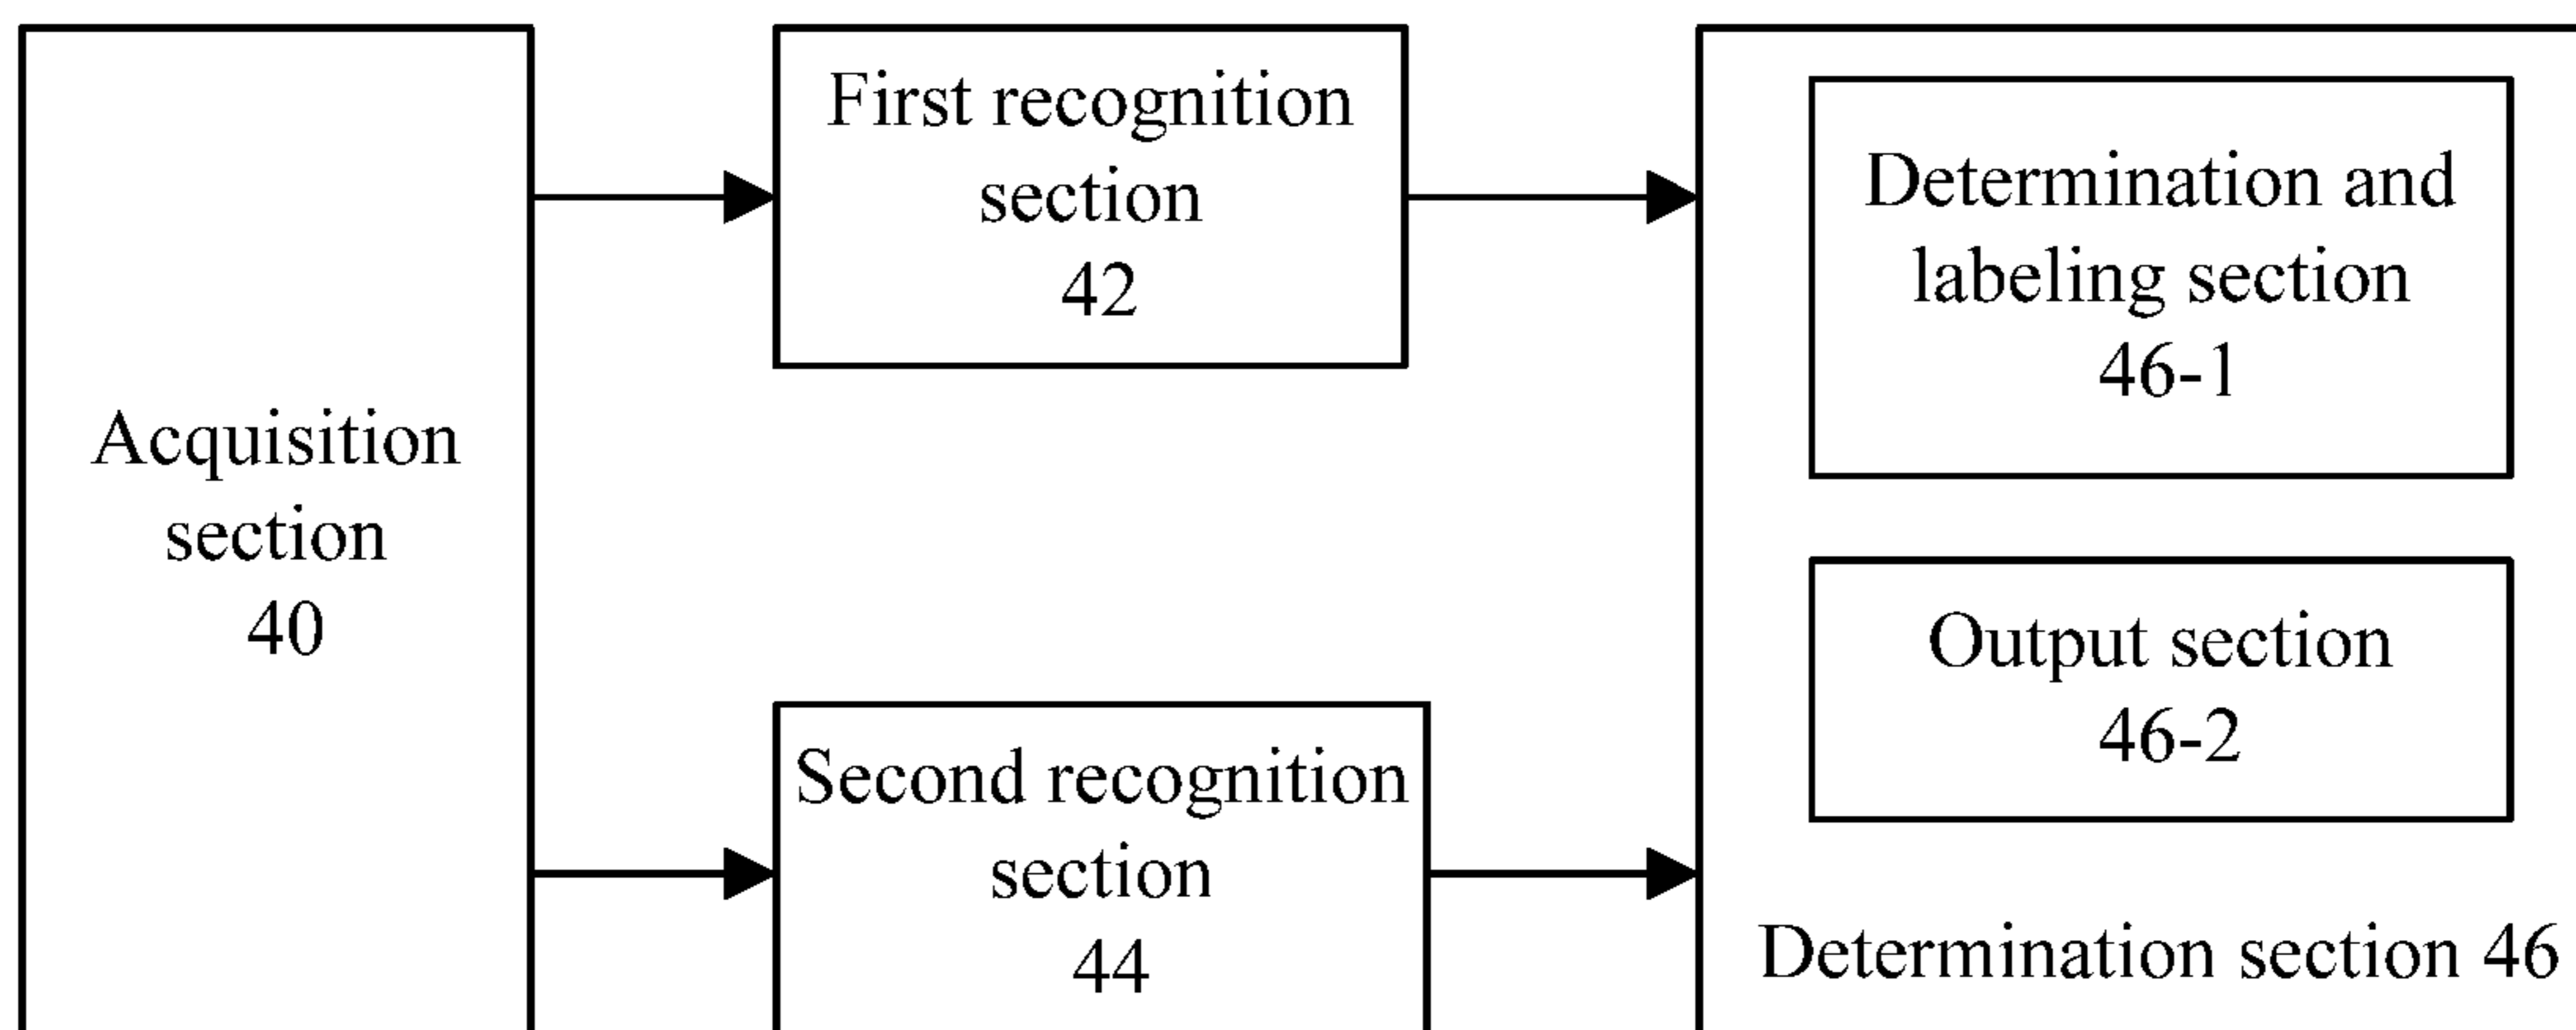 Acquisition
section
40
First recognition
section
42
Second recognition
section
44
Determination and
labeling section
46-1
Output section
46-2
Determination section 46